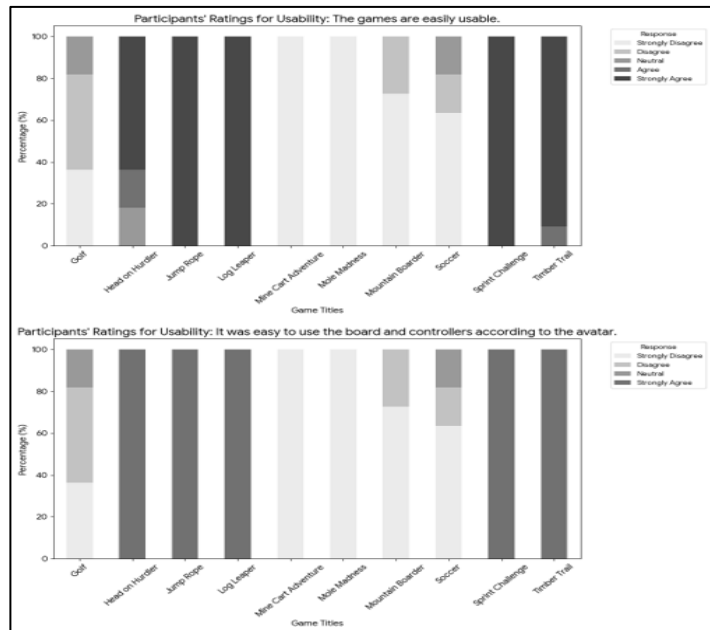 Participants' Ratings for Usability: The games are easily usable.
Response
Strongly Disagree
Disagree
Neutral
Agree
Strongly Agree
100
80
60
40
20
0
Percentage (%)
Golf
Head on Hurdler
Jump Rope
Log Leaper
Mine Cart Adventure
Mole Madness
Mountain Boarder
Soccer
Sprint Challenge
Timber Trail
Game Titles
Participants' Ratings for Usability: It was easy to use the board and controllers according to the avatar.
Response
Strongly Disagree
Disagree
Neutral
Strongly Agree
100
80
60
40
20
0
Percentage (%)
Golf
Head on Hurdler
Jump Rope
Log Leaper
Mine Cart Adventure
Mole Madness
Mountain Boarder
Soccer
Sprint Challenge
Timber Trail
Game Titles